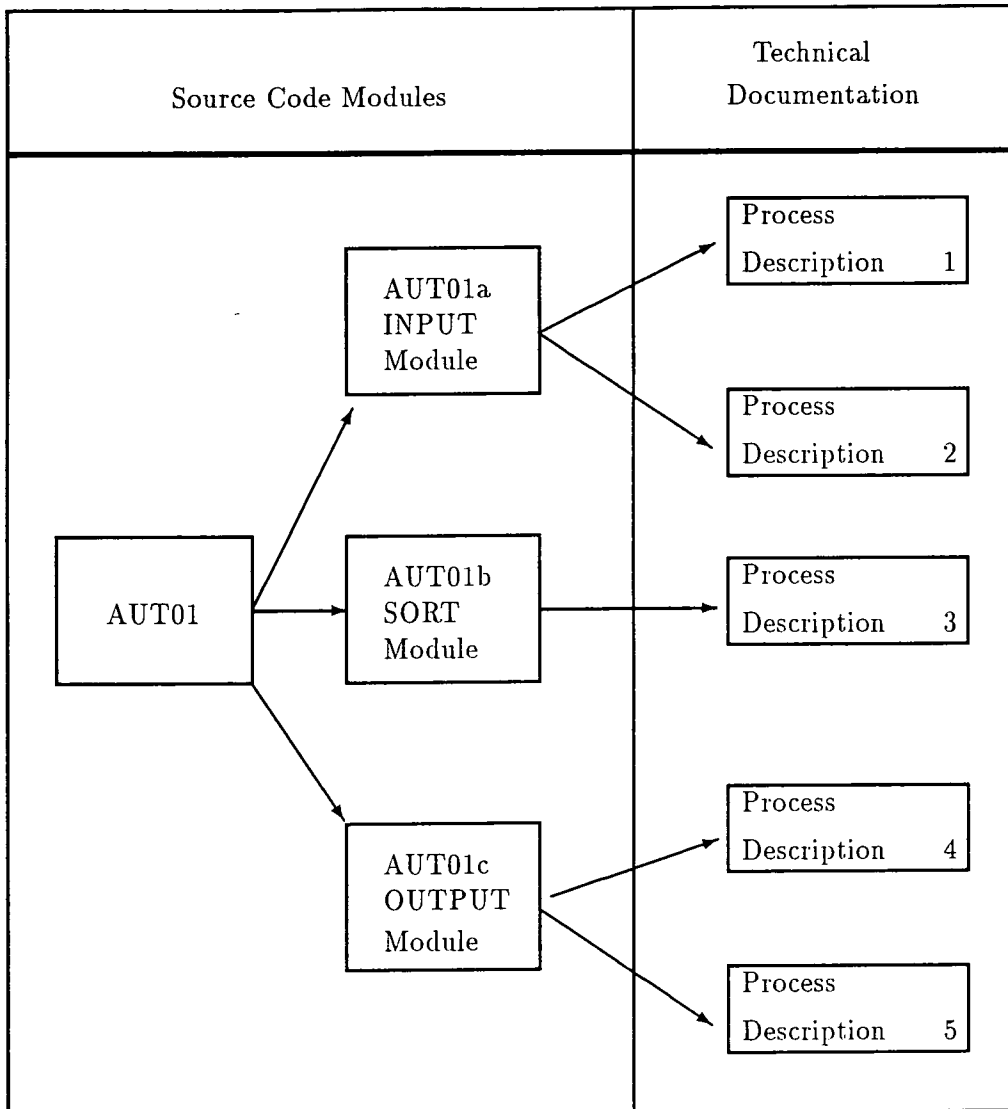 Source Code Modules
Technical
Documentation
AUT01
AUT01a
INPUT
Module
AUT01b
SORT
Module
AUT01c
OUTPUT
Module
Process
Description 1
Process
Description 2
Process
Description 3
Process
Description 4
Process
Description 5